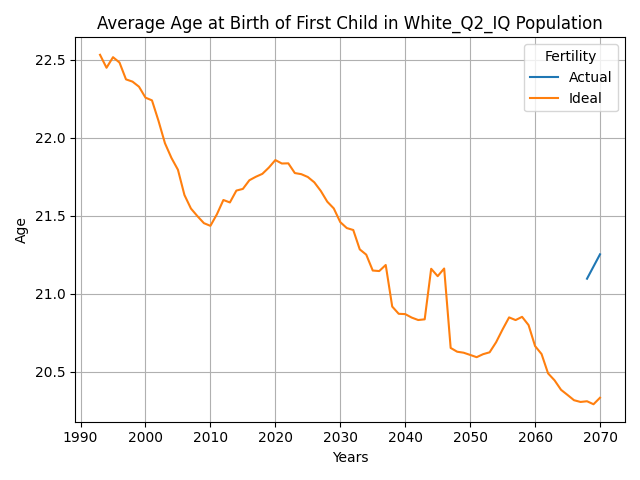 Average Age at Birth of First Child in White_Q2_IQ Population
Fertility
Actual
Ideal
Age
22.5
22.0
21.5
21.0
20.5
1990 2000 2010 2020 2030 2040 2050 2060 2070
Years